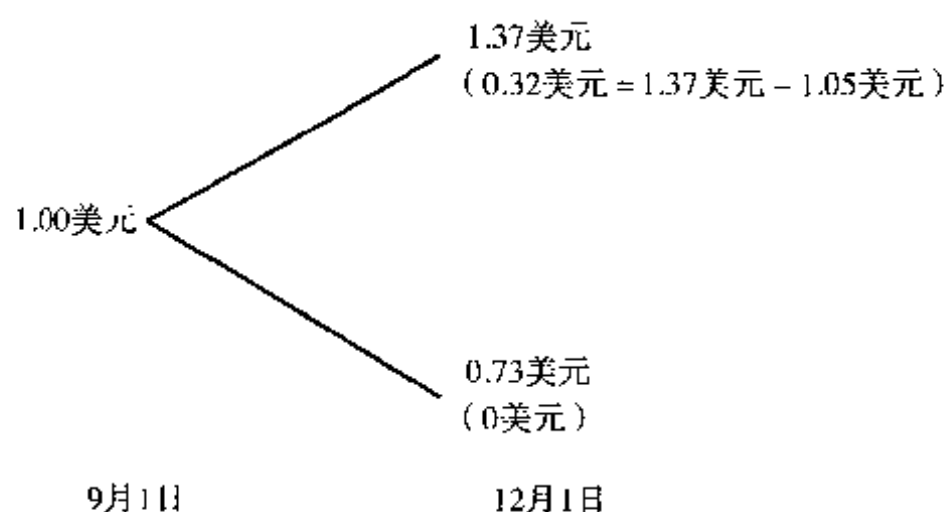 1.37美元
（0.32美元 = 1.37美元 – 1.05美元）
1.00美元
0.73美元
（0美元）
9月1日
12月1日